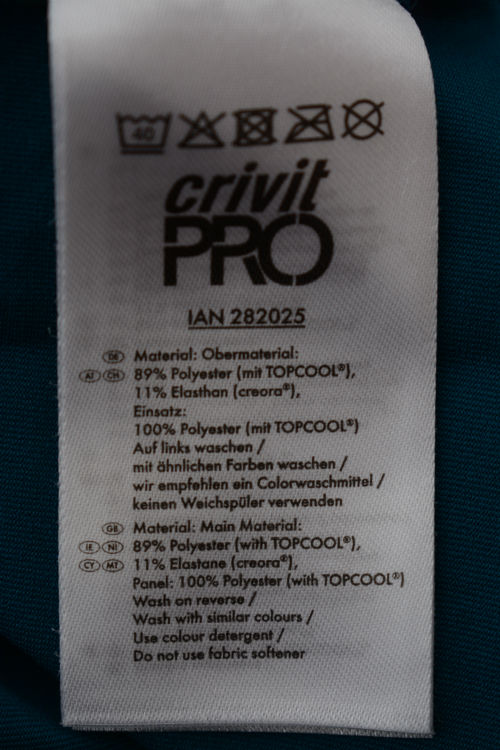 40
crivit
PRO
IAN 282025
DE Material: Obermaterial:
AT CH 89% Polyester (mit TOPCOOL®),
11% Elasthan (creora®),
Einsatz:
100% Polyester (mit TOPCOOL®)
Auf links waschen /
mit ähnlichen Farben waschen /
wir empfehlen ein Colorwaschmittel /
keinen Weichspüler verwenden
GB Material: Main Material:
IE NI 89% Polyester (with TOPCOOL®),
CY MT 11% Elastane (creora®),
Panel: 100% Polyester (with TOPCOOL®)
Wash on reverse /
Wash with similar colours /
Use colour detergent /
Do not use fabric softener